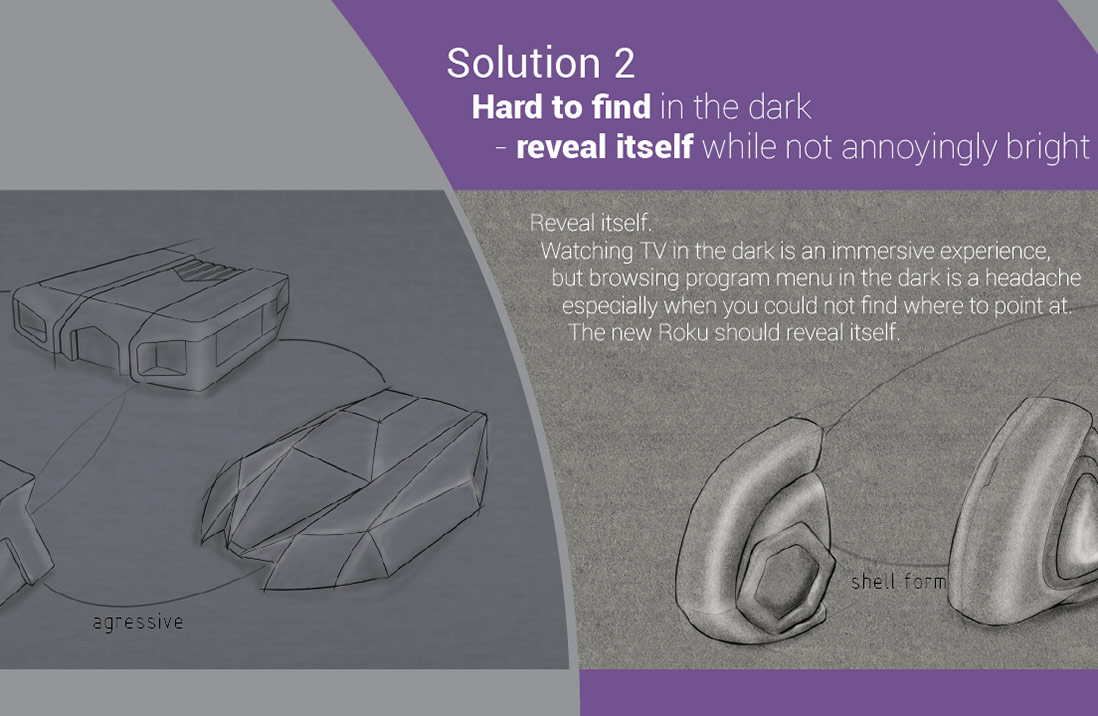 Solution 2
Hard to find in the dark
- reveal itself while not annoyingly bright
Reveal itself.
Watching TV in the dark is an immersive experience,
but browsing program menu in the dark is a headache
especially when you could not find where to point at.
The new Roku should reveal itself.
shell form
agressive